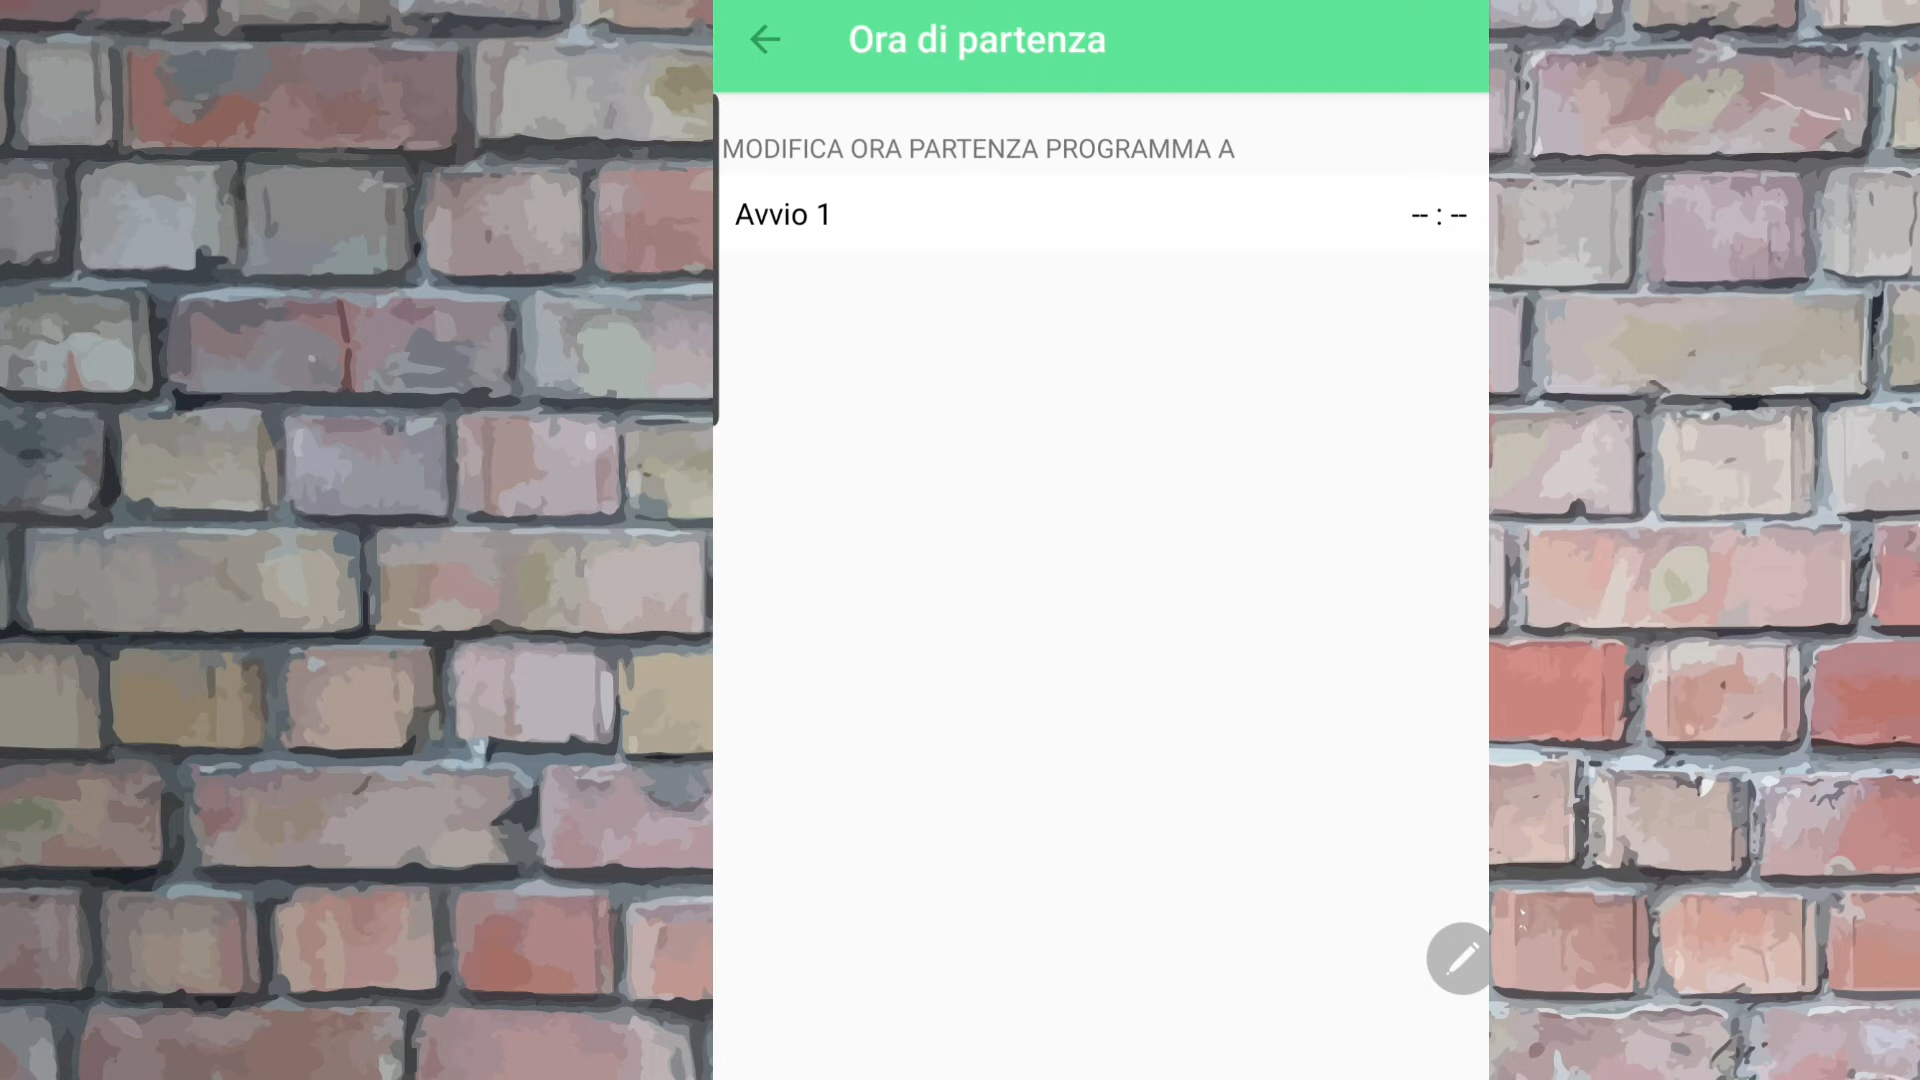 Ora di partenza
MODIFICA ORA PARTENZA PROGRAMMA A
Avvio 1 -- : --